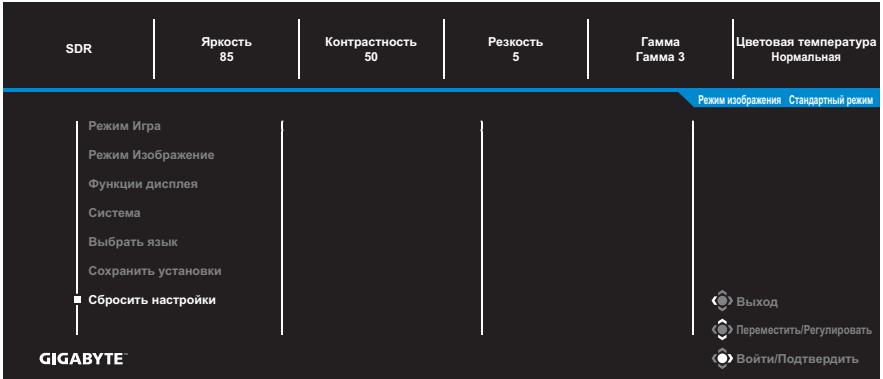 SDR
Яркость
85
Контрастность
50
Резкость
5
Гамма
Гамма 3
Цветовая температура
Нормальная
Режим изображения Стандартный режим
Режим Игра
Режим Изображение
Функции дисплея
Система
Выбрать язык
Сохранить установки
Сбросить настройки
Выход
Переместить/Регулировать
Войти/Подтвердить
GIGABYTE™